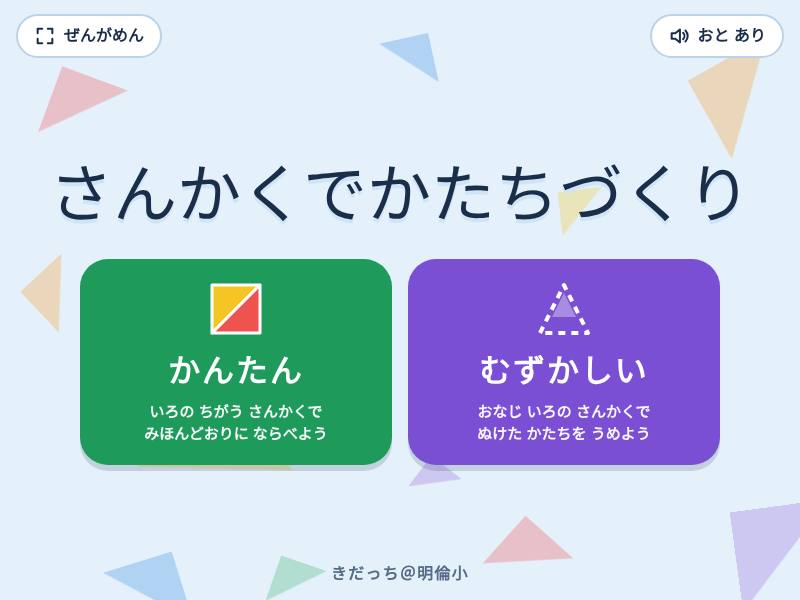 ぜんがめん
おと あり
さんかくでかたちづくり
かんたん
いろの ちがう さんかくで
みほんどおりに ならべよう
むずかしい
おなじ いろの さんかくで
ぬけた かたちを うめよう
きだっち@明倫小